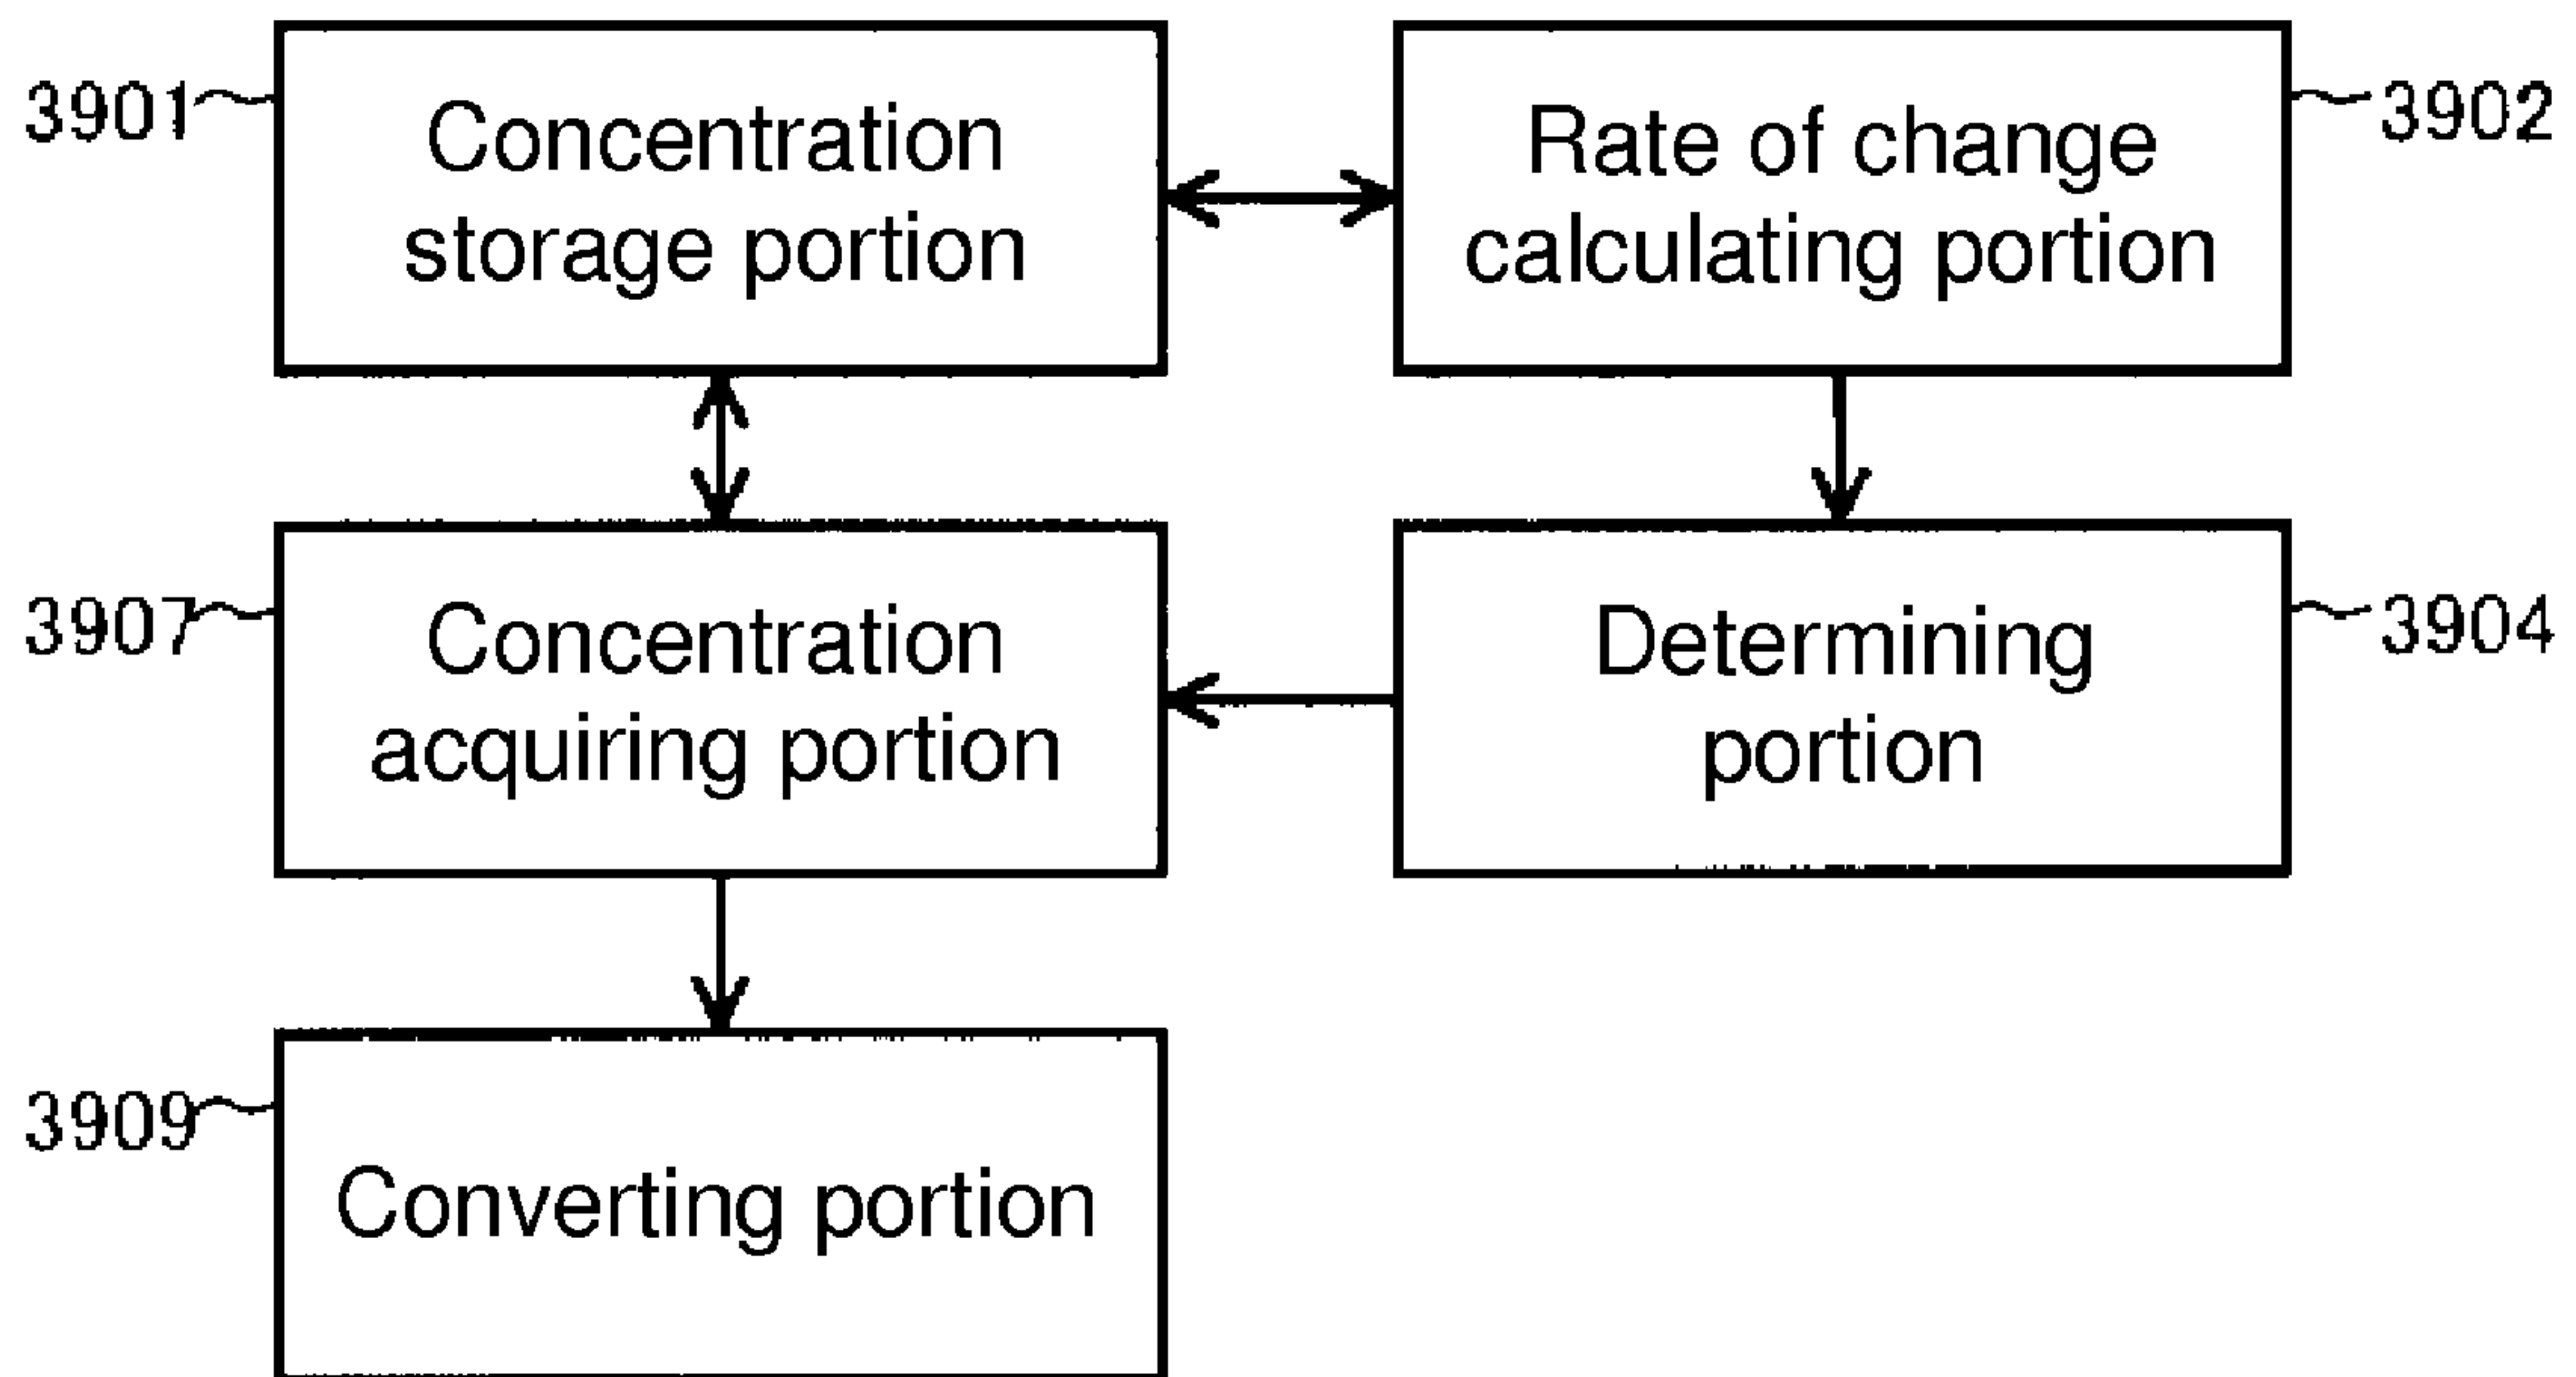 3901
Concentration
storage portion
Rate of change
calculating portion
3902
3907
Concentration
acquiring portion
Determining
portion
3904
3909
Converting portion